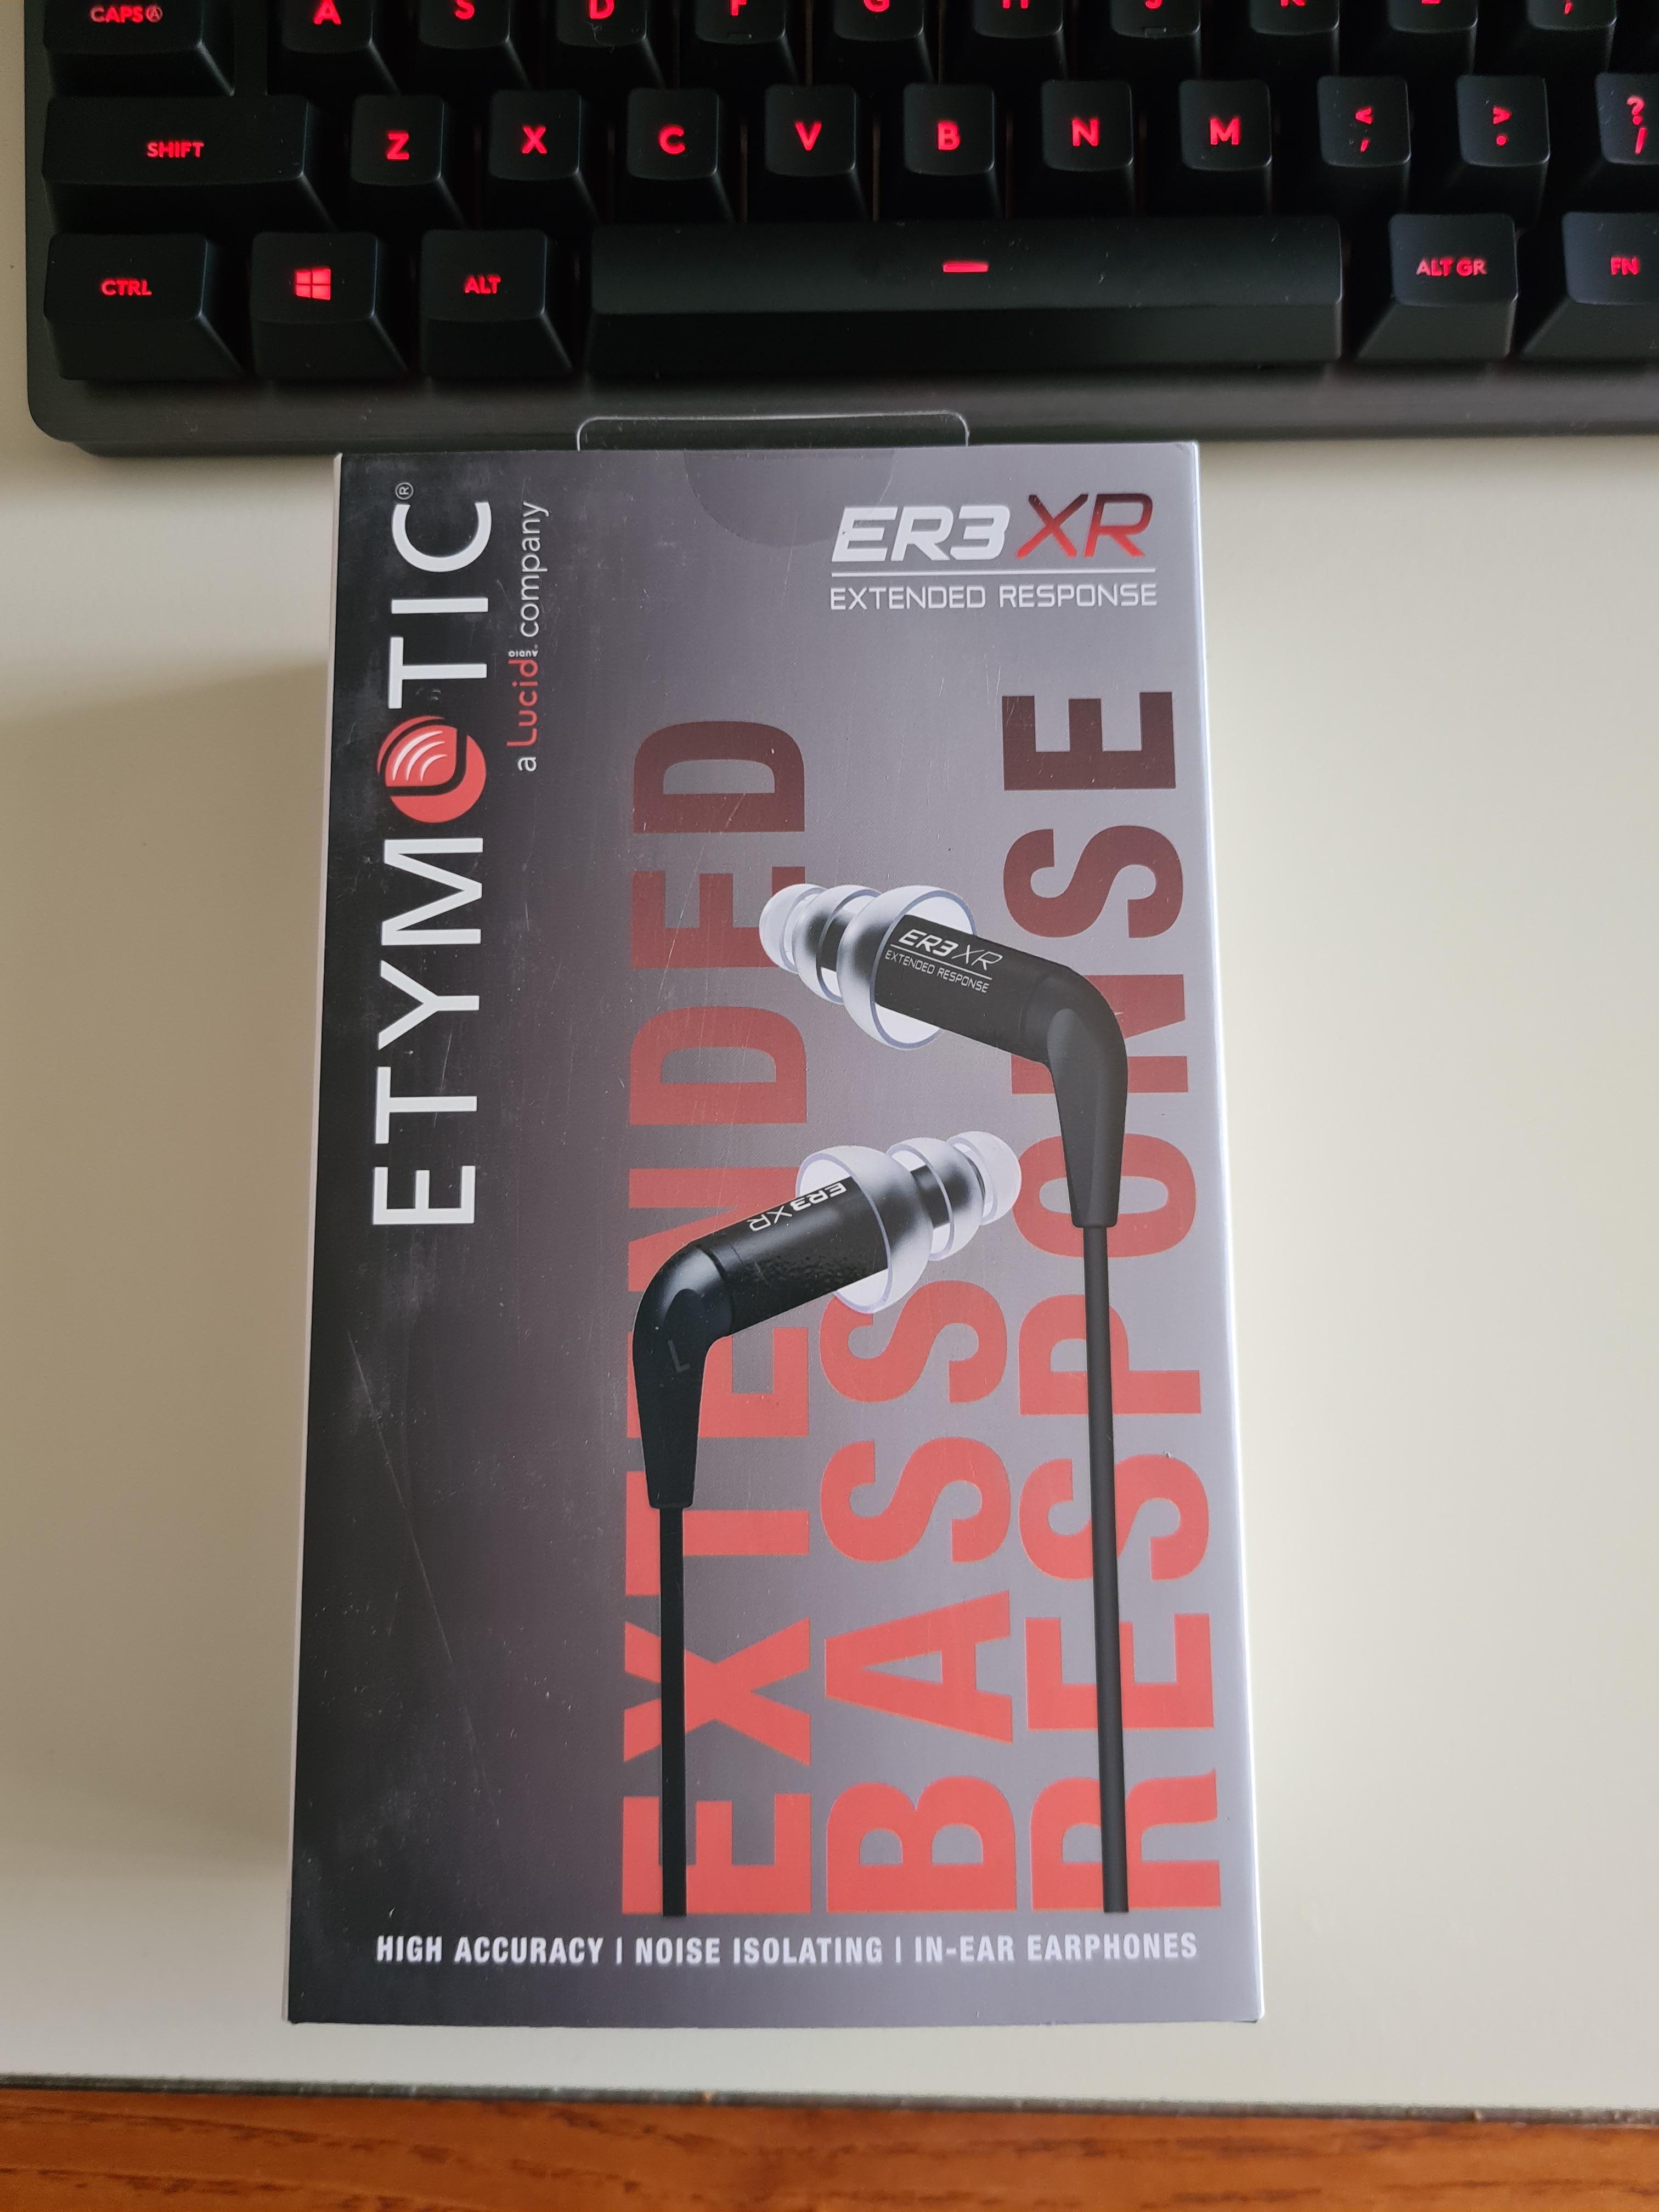 CAPS A A S D F G H J K L ;
SHIFT Z X C V B N M < , > . ? /
CTRL ALT ALT GR FN
ETYMOTIC®
a Lucid AUDIO company
ER3XR
EXTENDED RESPONSE
EXTENDED
BASS
RESPONSE
ER3XR
EXTENDED RESPONSE
ER3XR
L
HIGH ACCURACY | NOISE ISOLATING | IN-EAR EARPHONES